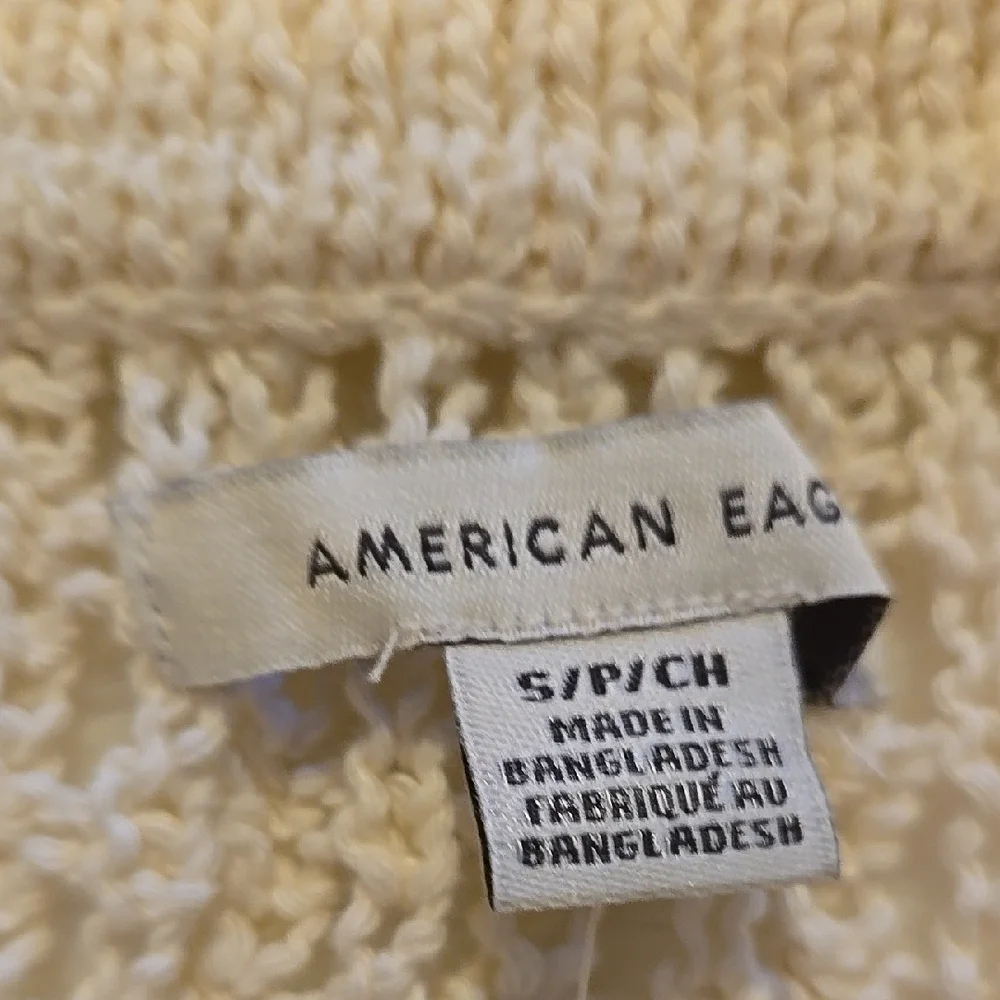 AMERICAN EAG
S/P/CH
MADE IN
BANGLADESH
FABRIQUÉ AU
BANGLADESH